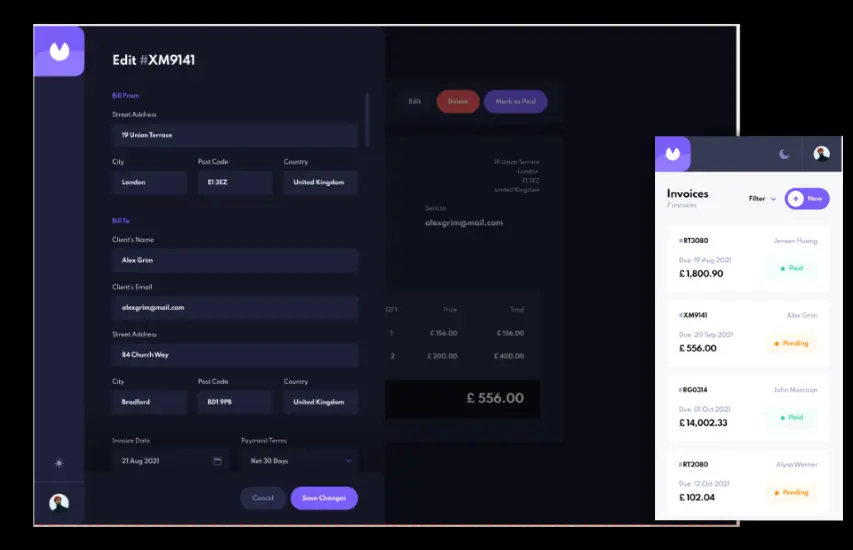 Edit #XM9141
Bill From
Street Address
19 Union Terrace
City Post Code Country
London E1 3EZ United Kingdom
Bill To
Client's Name
Alex Grim
Client's Email
alexgrim@mail.com
Street Address
84 Church Way
City Post Code Country
Bradford BD1 9PB United Kingdom
Invoice Date Payment Terms
21 Aug 2021 Net 30 Days
Cancel Save Changes
Edit Delete Mark as Paid
19 Union Terrace
London
E1 3EZ
United Kingdom
Sent to
alexgrim@mail.com
QTY. Price Total
1 £ 156.00 £ 156.00
2 £ 200.00 £ 400.00
£ 556.00
Invoices
7 invoices
Filter
+ New
#RT3080 Jensen Huang
Due 19 Aug 2021
£ 1,800.90
Paid
#XM9141 Alex Grim
Due 20 Sep 2021
£ 556.00
Pending
#RG0314 John Morrison
Due 01 Oct 2021
£ 14,002.33
Paid
#RT2080 Alysa Werner
Due 12 Oct 2021
£ 102.04
Pending